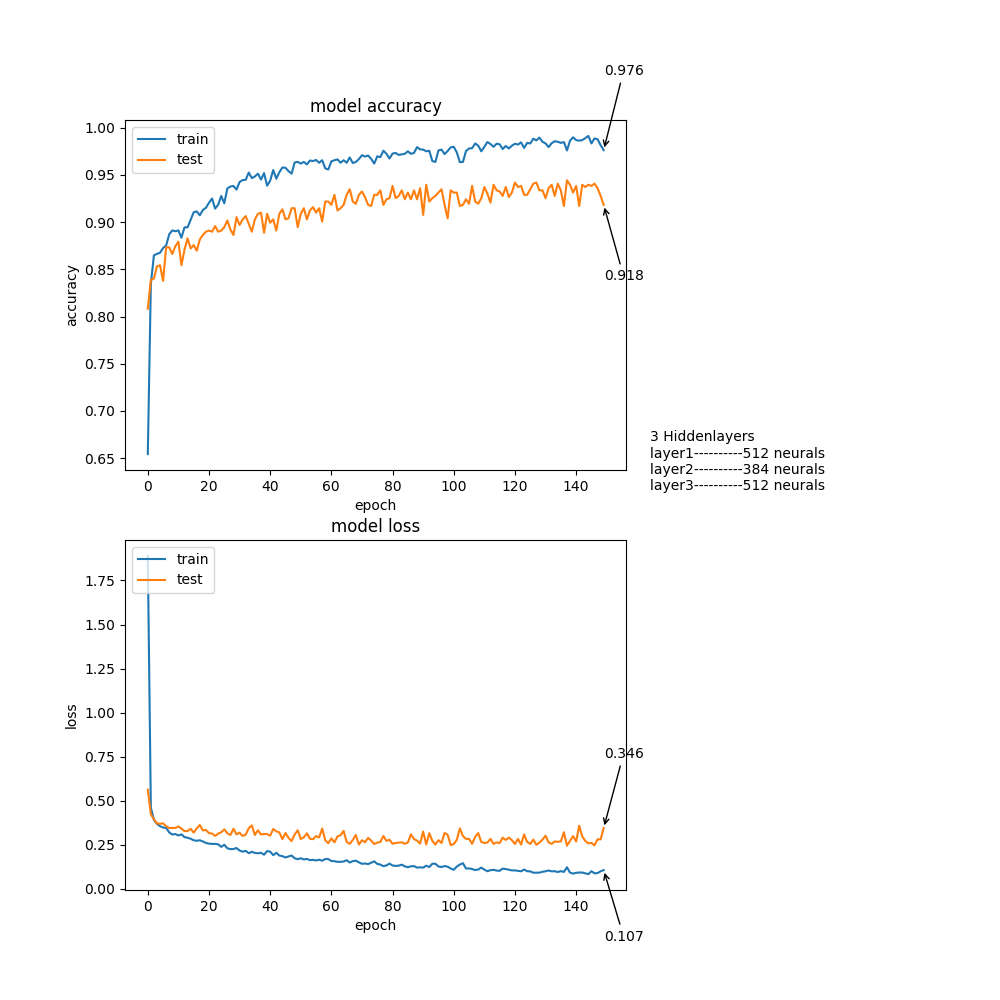 0.976
model accuracy
train
test
1.00
0.95
0.90
0.85
0.80
0.75
0.70
0.65
accuracy
0.918
0 20 40 60 80 100 120 140
epoch
3 Hiddenlayers
layer1----------512 neurals
layer2----------384 neurals
layer3----------512 neurals
model loss
train
test
1.75
1.50
1.25
1.00
0.75
0.50
0.25
0.00
loss
0.346
0 20 40 60 80 100 120 140
epoch
0.107